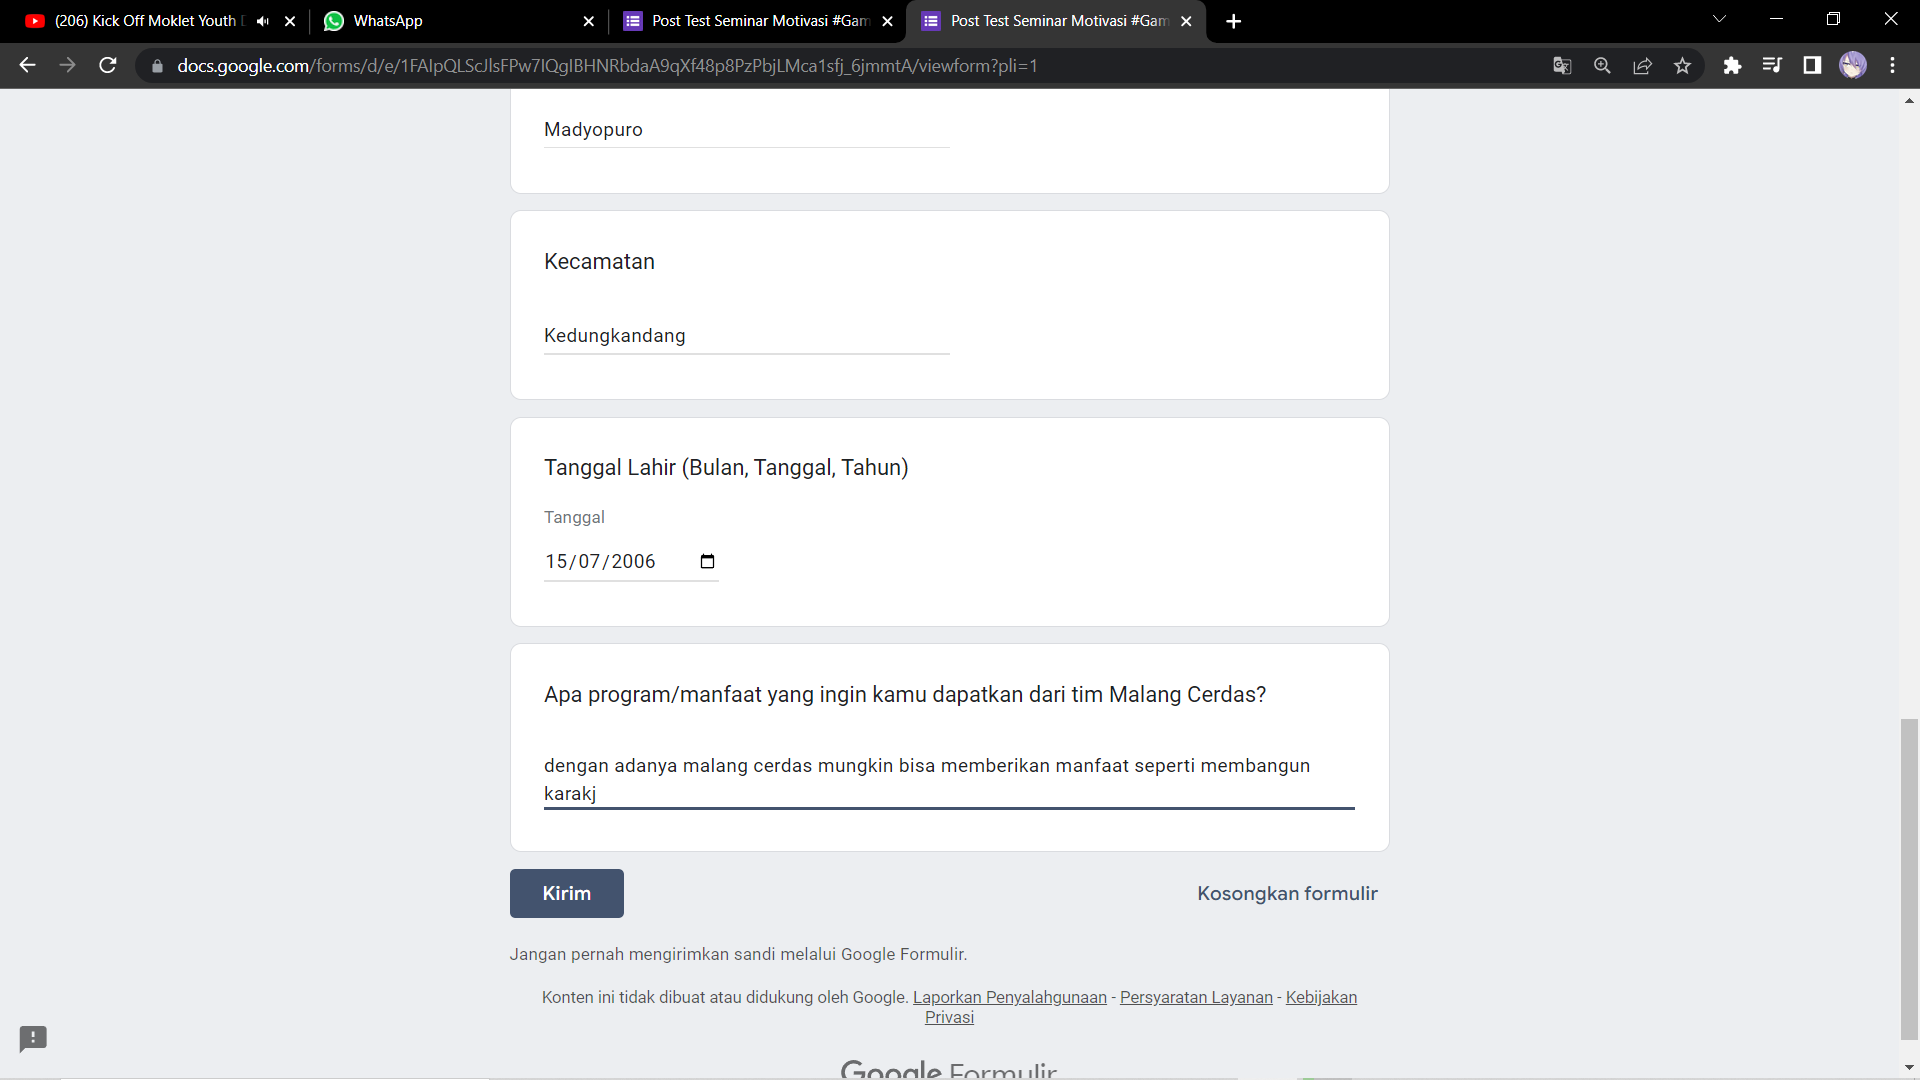 (206) Kick Off Moklet Youth
WhatsApp
Post Test Seminar Motivasi #Gam
Post Test Seminar Motivasi #Gam
docs.google.com/forms/d/e/1FAIpQLScJlsFPw7IQgIBHNRbdaA9qXf48p8PzPbjLMca1sfj_6jmmtA/viewform?pli=1
Madyopuro
Kecamatan
Kedungkandang
Tanggal Lahir (Bulan, Tanggal, Tahun)
Tanggal
15/07/2006
Apa program/manfaat yang ingin kamu dapatkan dari tim Malang Cerdas?
dengan adanya malang cerdas mungkin bisa memberikan manfaat seperti membangun
karakj
Kirim
Kosongkan formulir
Jangan pernah mengirimkan sandi melalui Google Formulir.
Konten ini tidak dibuat atau didukung oleh Google. Laporkan Penyalahgunaan - Persyaratan Layanan - Kebijakan
Privasi
Google Formulir